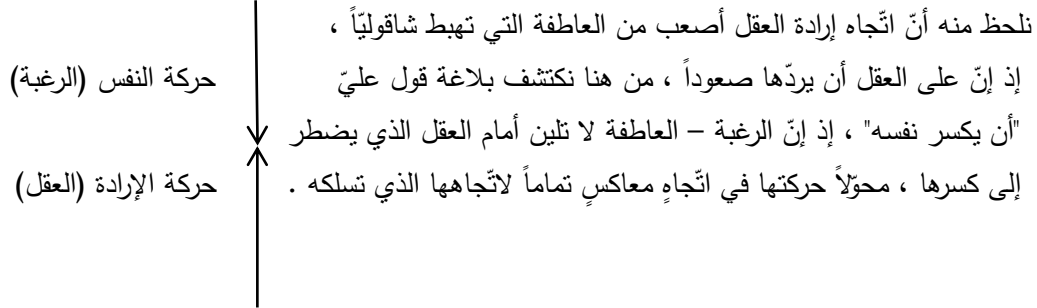 نلحظ منه أنّ اتّجاه إرادة العقل أصعب من العاطفة التي تهبط شاقوليّاً ،
إذ إنّ على العقل أن يردّها صعوداً ، من هنا نكتشف بلاغة قول عليّ
"أن يكسر نفسه" ، إذ إنّ الرغبة – العاطفة لا تلين أمام العقل الذي يضطر
إلى كسرها ، محوّلاً حركتها في اتّجاهٍ معاكسٍ تماماً لاتّجاهها الذي تسلكه .
حركة النفس (الرغبة)
حركة الإرادة (العقل)